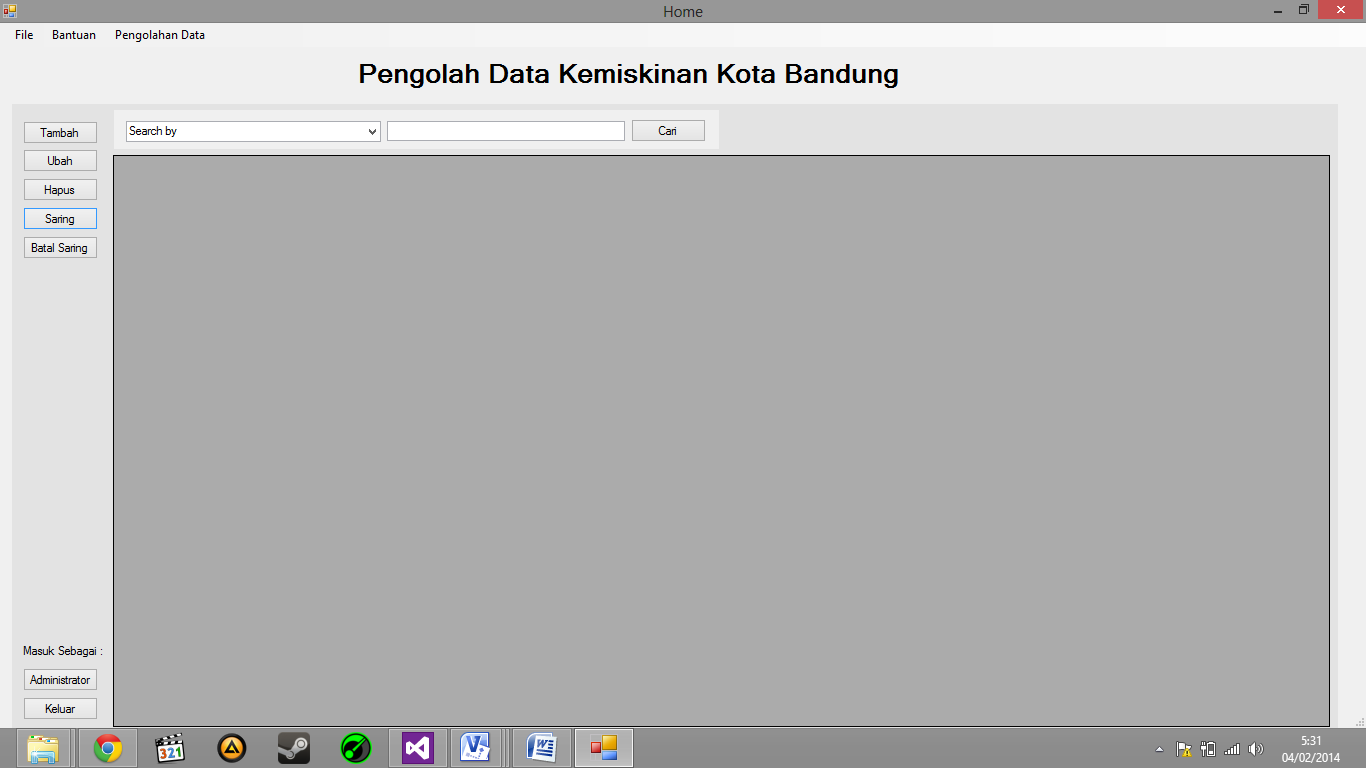 Home
File Bantuan Pengolahan Data
Pengolah Data Kemiskinan Kota Bandung
Search by Cari
Tambah
Ubah
Hapus
Saring
Batal Saring
Masuk Sebagai :
Administrator
Keluar
321
5:31
04/02/2014